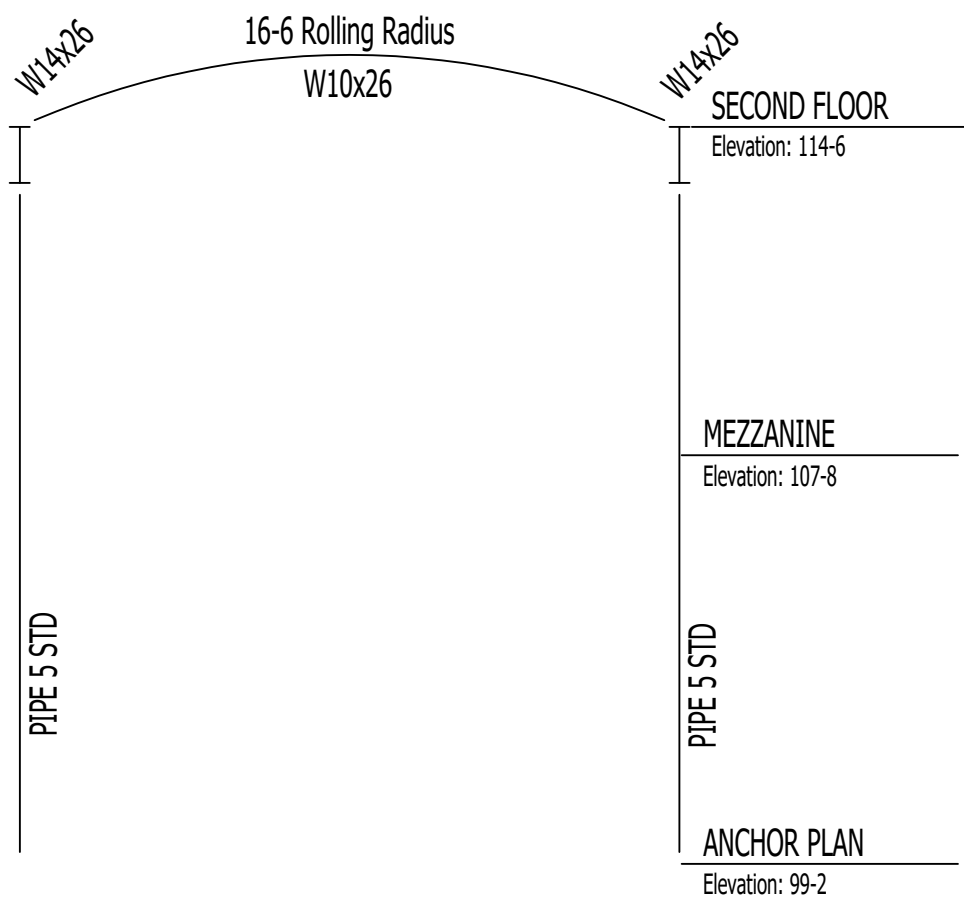 W14x26
16-6 Rolling Radius
W10x26
W14x26
SECOND FLOOR
Elevation: 114-6
MEZZANINE
Elevation: 107-8
PIPE 5 STD
PIPE 5 STD
ANCHOR PLAN
Elevation: 99-2